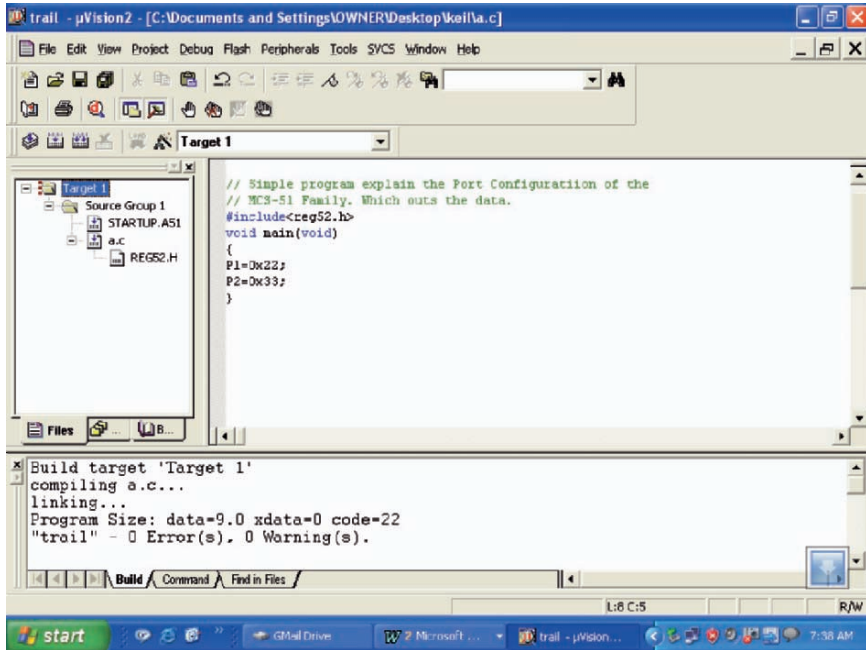 trail - µVision2 - [C:\Documents and Settings\OWNER\Desktop\keil\a.c]
File Edit View Project Debug Flash Peripherals Tools SVCS Window Help
Target 1
Target 1
Source Group 1
STARTUP.A51
a.c
REG52.H
// Simple program explain the Port Configuratiion of the
// MCS-51 Family. Which outs the data.
#include<reg52.h>
void main(void)
{
P1=0x22;
P2=0x33;
}
Files ... B...
Build target 'Target 1'
compiling a.c...
linking...
Program Size: data=9.0 xdata=0 code=22
"trail" - 0 Error(s), 0 Warning(s).
Build Command Find in Files
L:8 C:5 R/W
start GMail Drive 2 Microsoft ... trail - µVision... 7:38 AM